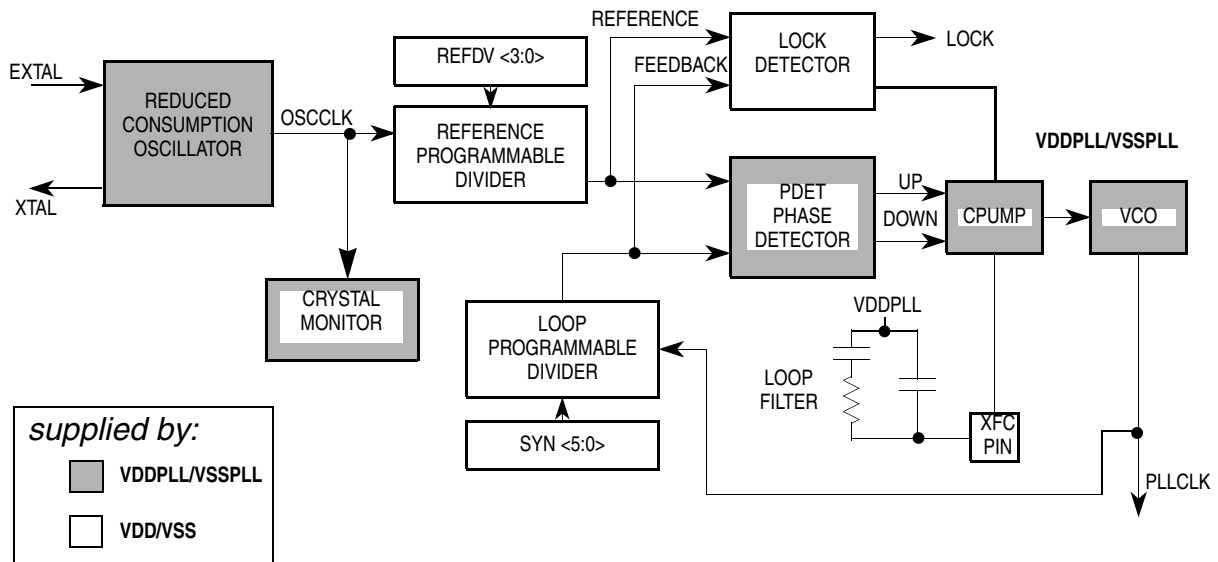 REFERENCE
LOCK
DETECTOR
LOCK
REFDV <3:0>
FEEDBACK
EXTAL
REDUCED
CONSUMPTION
OSCILLATOR
OSCCLK
REFERENCE
PROGRAMMABLE
DIVIDER
VDDPLL/VSSPLL
XTAL
PDET
PHASE
DETECTOR
UP
DOWN
CPUMP
VCO
CRYSTAL
MONITOR
LOOP
PROGRAMMABLE
DIVIDER
VDDPLL
LOOP
FILTER
XFC
PIN
SYN <5:0>
PLLCLK
supplied by:
VDDPLL/VSSPLL
VDD/VSS